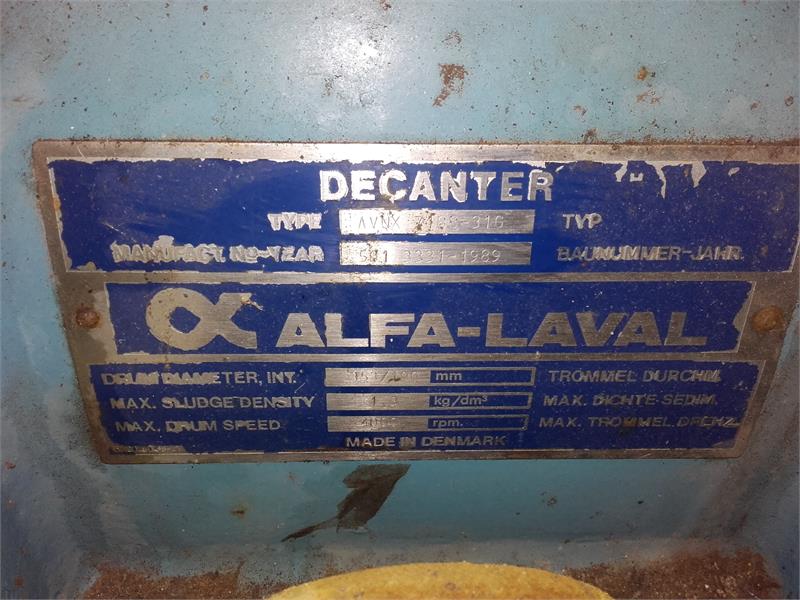 DECANTER
TYPE TYP
MANUFACT. No-YEAR -1989 BAUNUMMER-JAHR
ALFA-LAVAL
DRUM DIAMETER, INT. mm TROMMEL DURCHM.
MAX. SLUDGE DENSITY kg/dm³ MAX. DICHTE SEDIM.
MAX. DRUM SPEED rpm. MAX. TROMMEL DREHZ.
MADE IN DENMARK